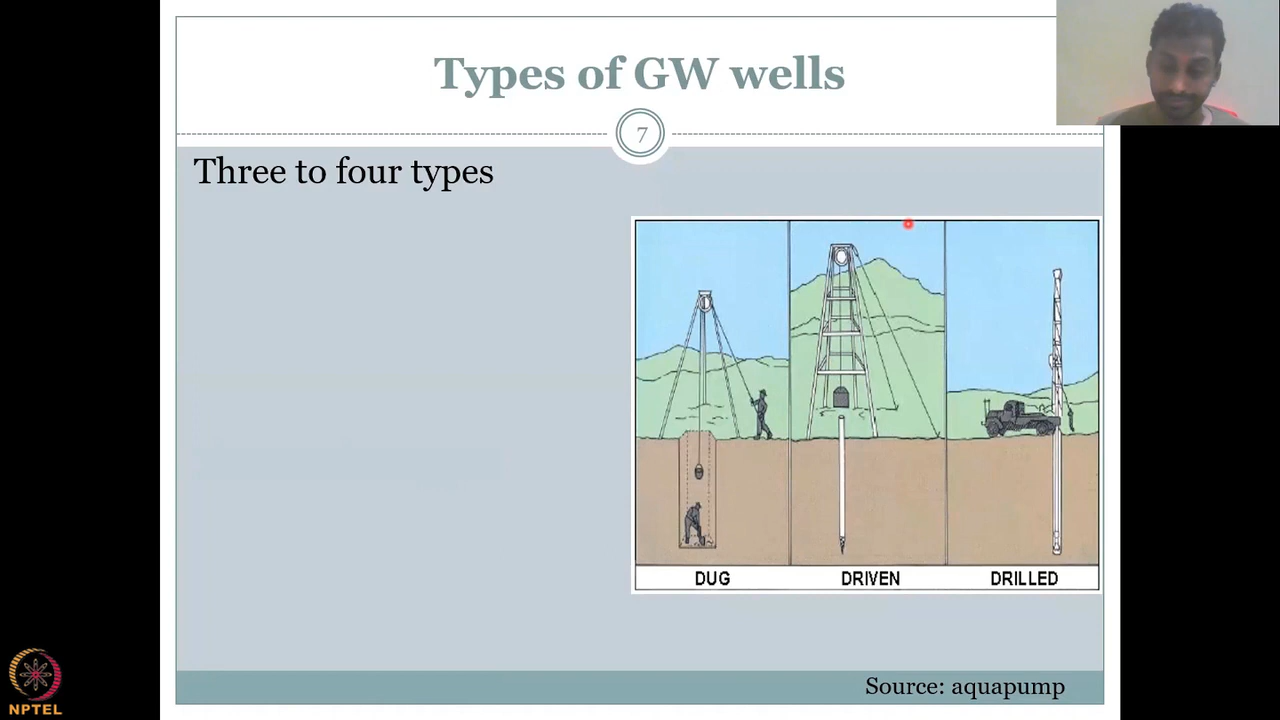 Types of GW wells
7
Three to four types
DUG
DRIVEN
DRILLED
Source: aquapump
NPTEL